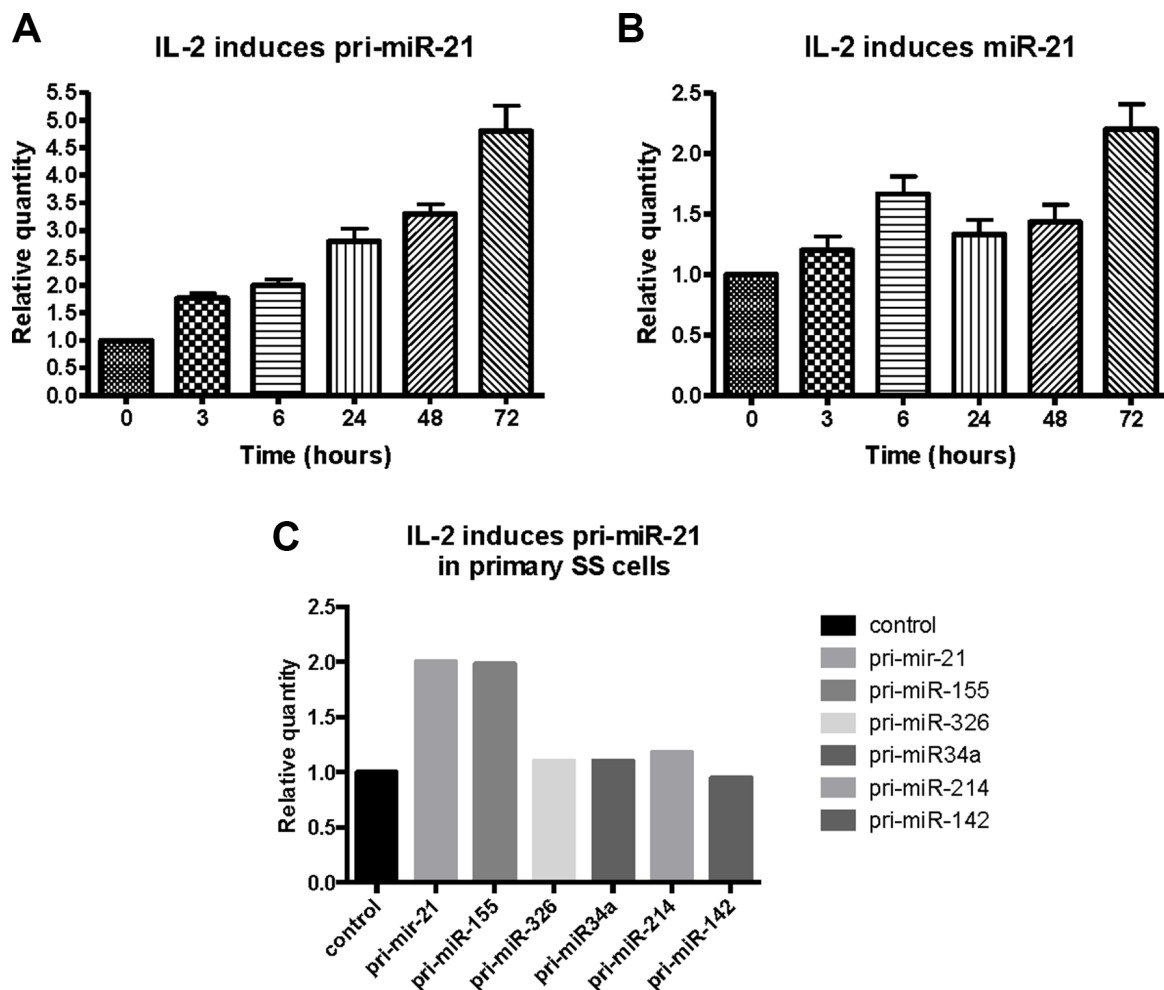 A
IL-2 induces pri-miR-21
Relative quantity
5.5
5.0
4.5
4.0
3.5
3.0
2.5
2.0
1.5
1.0
0.5
0.0
0 3 6 24 48 72
Time (hours)
B
IL-2 induces miR-21
Relative quantity
2.5
2.0
1.5
1.0
0.5
0.0
0 3 6 24 48 72
Time (hours)
C
IL-2 induces pri-miR-21
in primary SS cells
Relative quantity
2.5
2.0
1.5
1.0
0.5
0.0
control
pri-mir-21
pri-miR-155
pri-miR-326
pri-miR34a
pri-miR-214
pri-miR-142
control
pri-mir-21
pri-miR-155
pri-miR-326
pri-miR34a
pri-miR-214
pri-miR-142